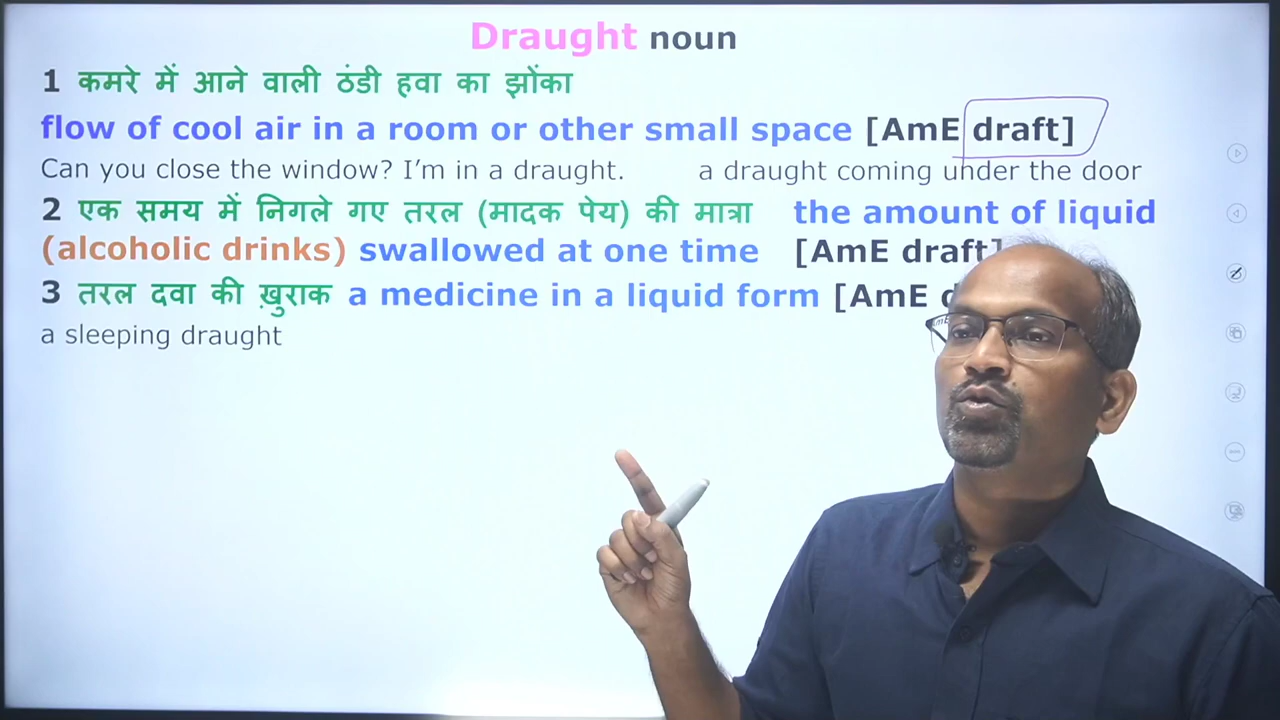 Draught noun
1 कमरे में आने वाली ठंडी हवा का झोंका
flow of cool air in a room or other small space [AmE draft]
Can you close the window? I’m in a draught. a draught coming under the door
2 एक समय में निगले गए तरल (मादक पेय) की मात्रा the amount of liquid
(alcoholic drinks) swallowed at one time [AmE draft]
3 तरल दवा की ख़ुराक a medicine in a liquid form [AmE
a sleeping draught